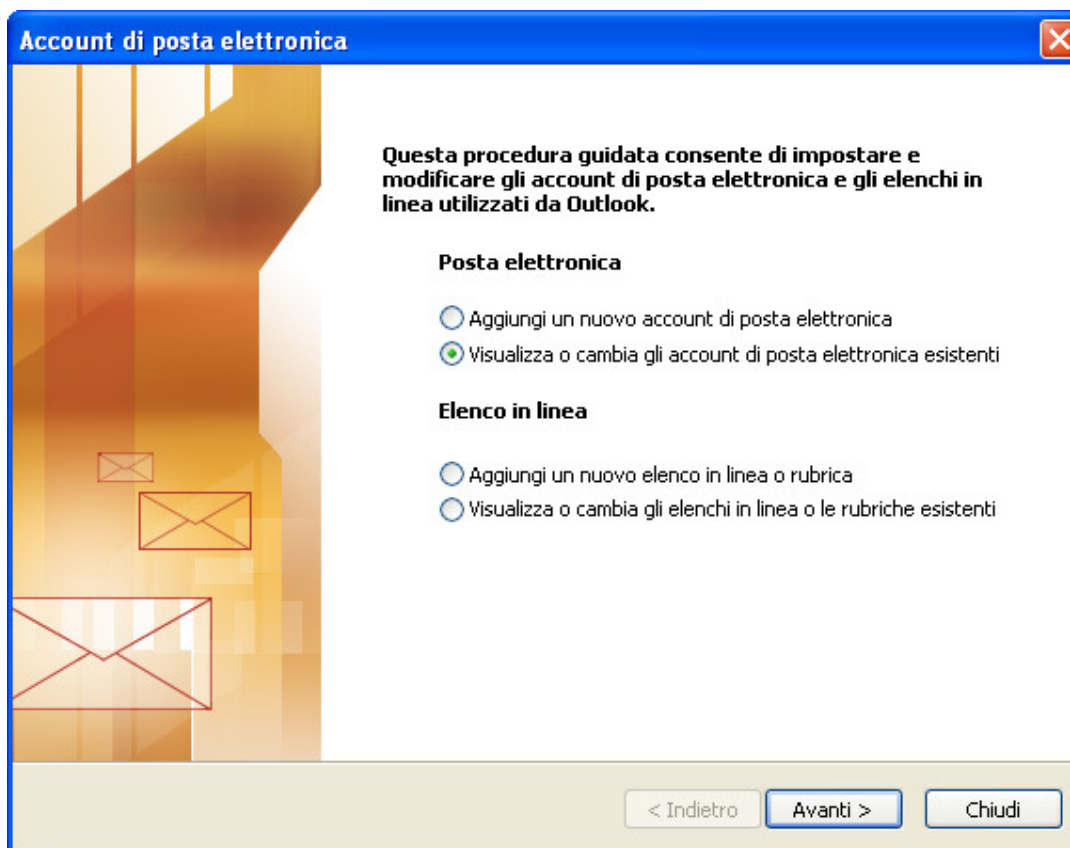 Account di posta elettronica
Questa procedura guidata consente di impostare e
modificare gli account di posta elettronica e gli elenchi in
linea utilizzati da Outlook.
Posta elettronica
Aggiungi un nuovo account di posta elettronica
Visualizza o cambia gli account di posta elettronica esistenti
Elenco in linea
Aggiungi un nuovo elenco in linea o rubrica
Visualizza o cambia gli elenchi in linea o le rubriche esistenti
< Indietro
Avanti >
Chiudi